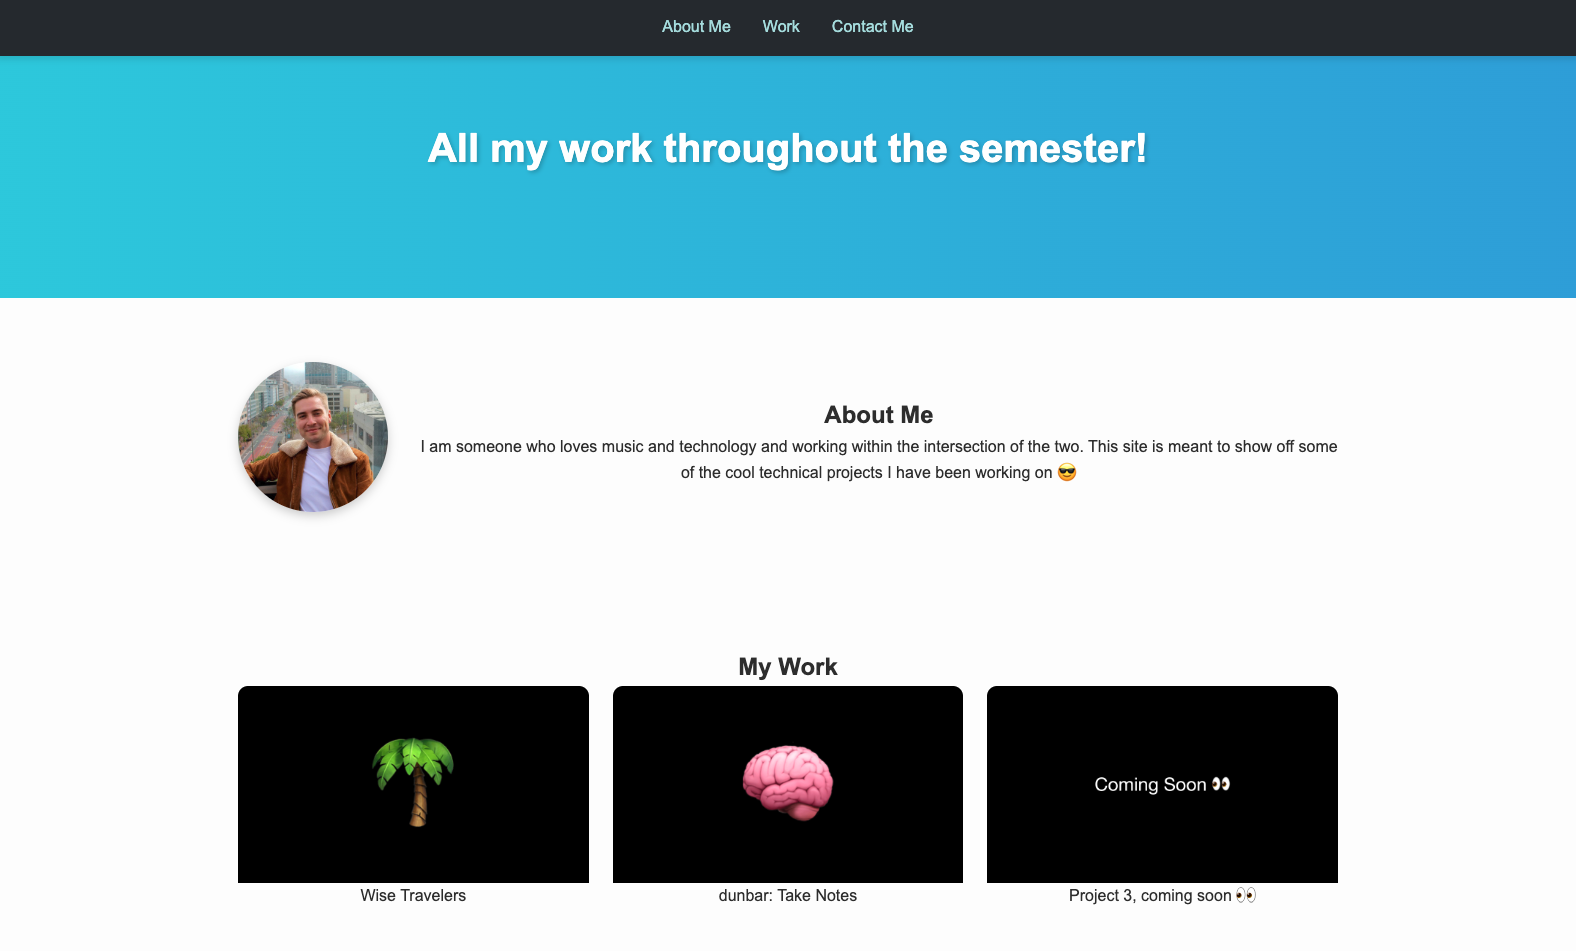 About Me Work Contact Me
All my work throughout the semester!
About Me
I am someone who loves music and technology and working within the intersection of the two. This site is meant to show off some
of the cool technical projects I have been working on 😎
My Work
Coming Soon 👀
Wise Travelers
dunbar: Take Notes
Project 3, coming soon 👀